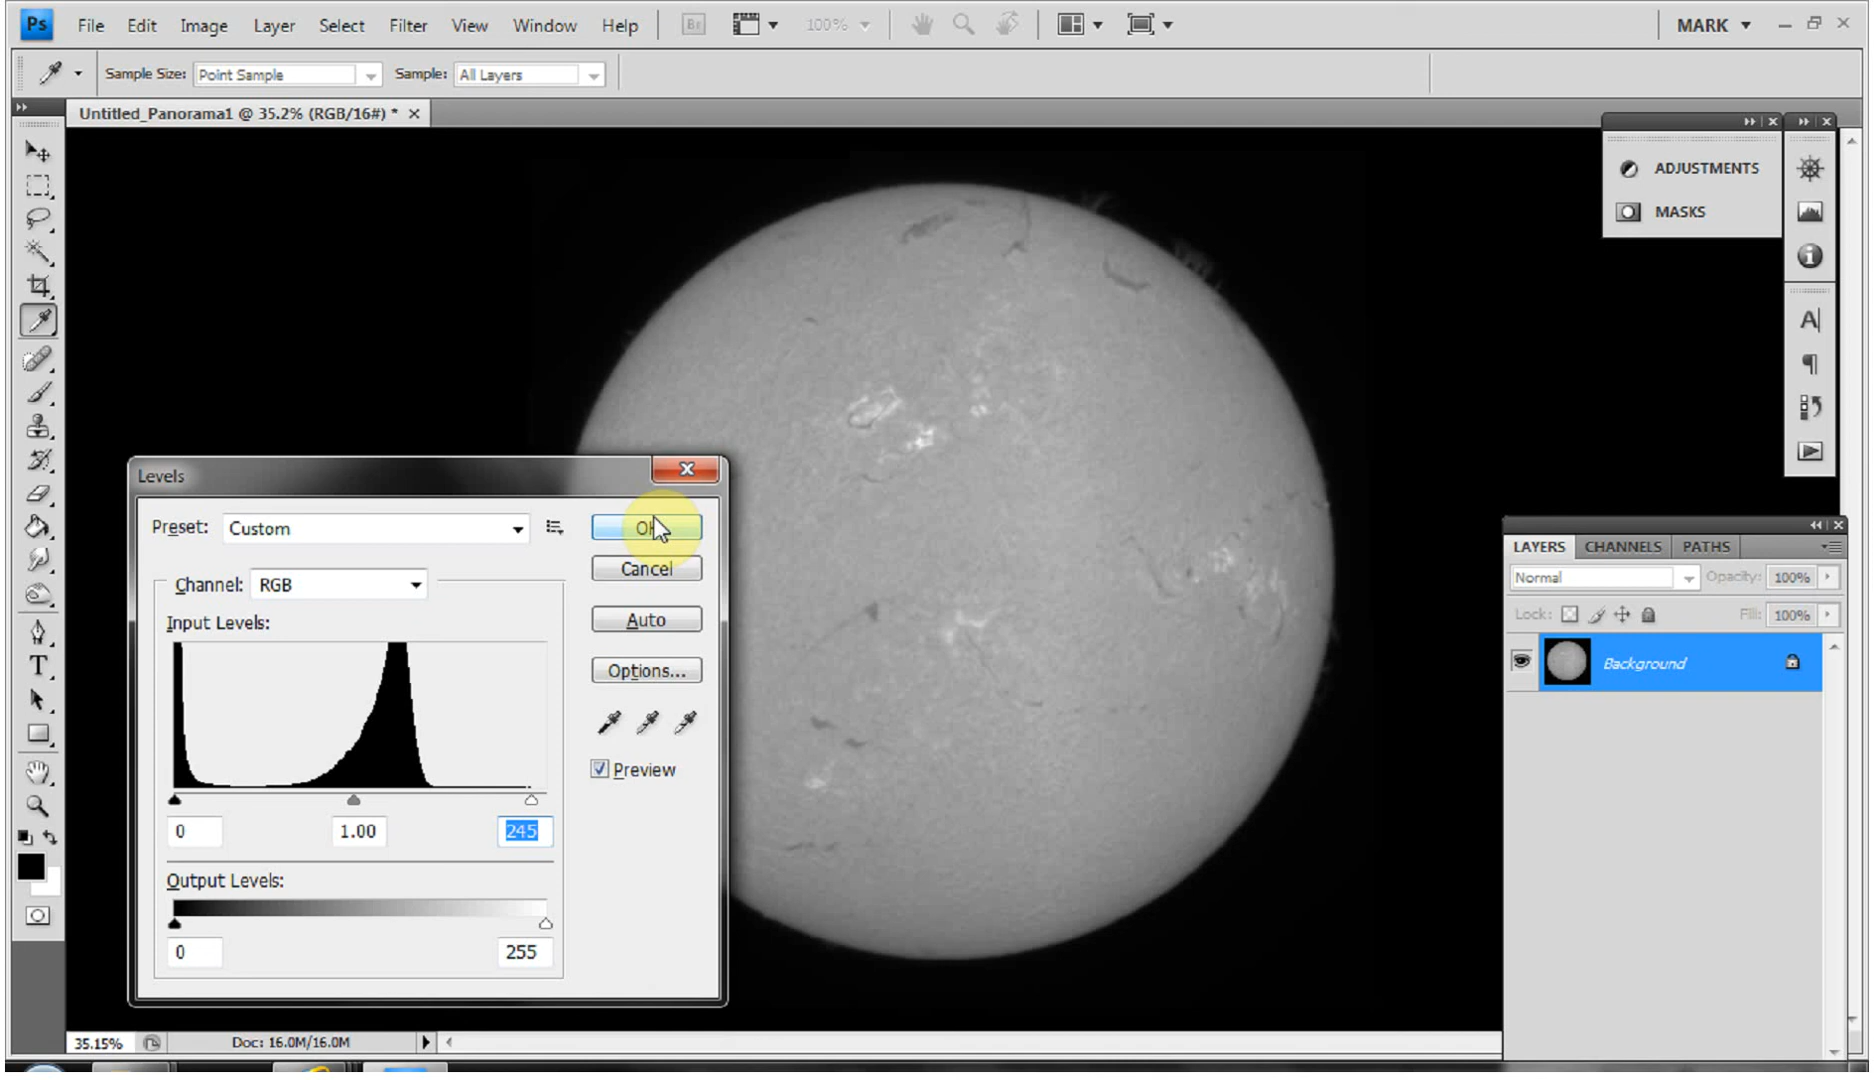 Ps File Edit Image Layer Select Filter View Window Help Br 100% MARK
Sample Size: Point Sample Sample: All Layers
Untitled_Panorama1 @ 35.2% (RGB/16#) *
ADJUSTMENTS
MASKS
Levels
Preset: Custom
OK
Cancel
Channel: RGB
Auto
Input Levels:
Options...
Preview
0 1.00 245
Output Levels:
0 255
LAYERS CHANNELS PATHS
Normal Opacity: 100%
Lock: Fill: 100%
Background
35.15% Doc: 16.0M/16.0M